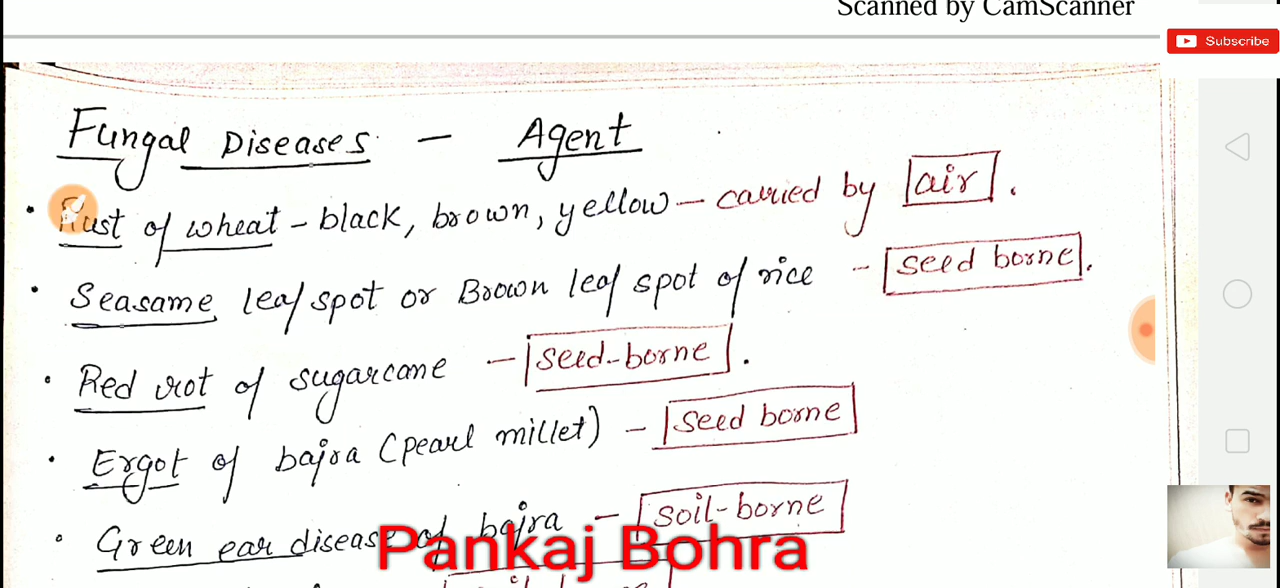 Scanned by CamScanner
Subscribe
Fungal Diseases - Agent
• Rust of wheat - black, brown, yellow - carried by air.
• Seasame leaf spot or Brown leaf spot of rice - seed borne.
• Red rot of sugarcane - seed-borne.
• Ergot of bajra (pearl millet) - seed borne
• Green ear disease of bajra - soil-borne
Pankaj Bohra